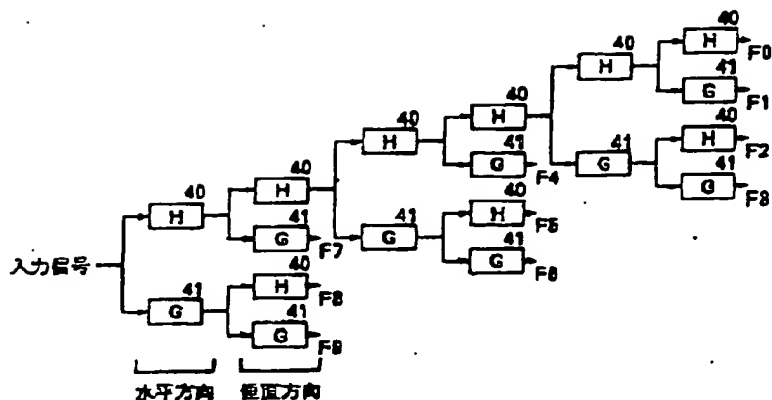 40
40 H F0
H 41
40 G F1
40 H 40
H 41 41 H F2
G F4 G 41
40 G F3
40 H 40
H 41 41 H F5
G F7 G 41
入力信号 40 G F6
41 H F8
G 41
G F9
水平方向 垂直方向